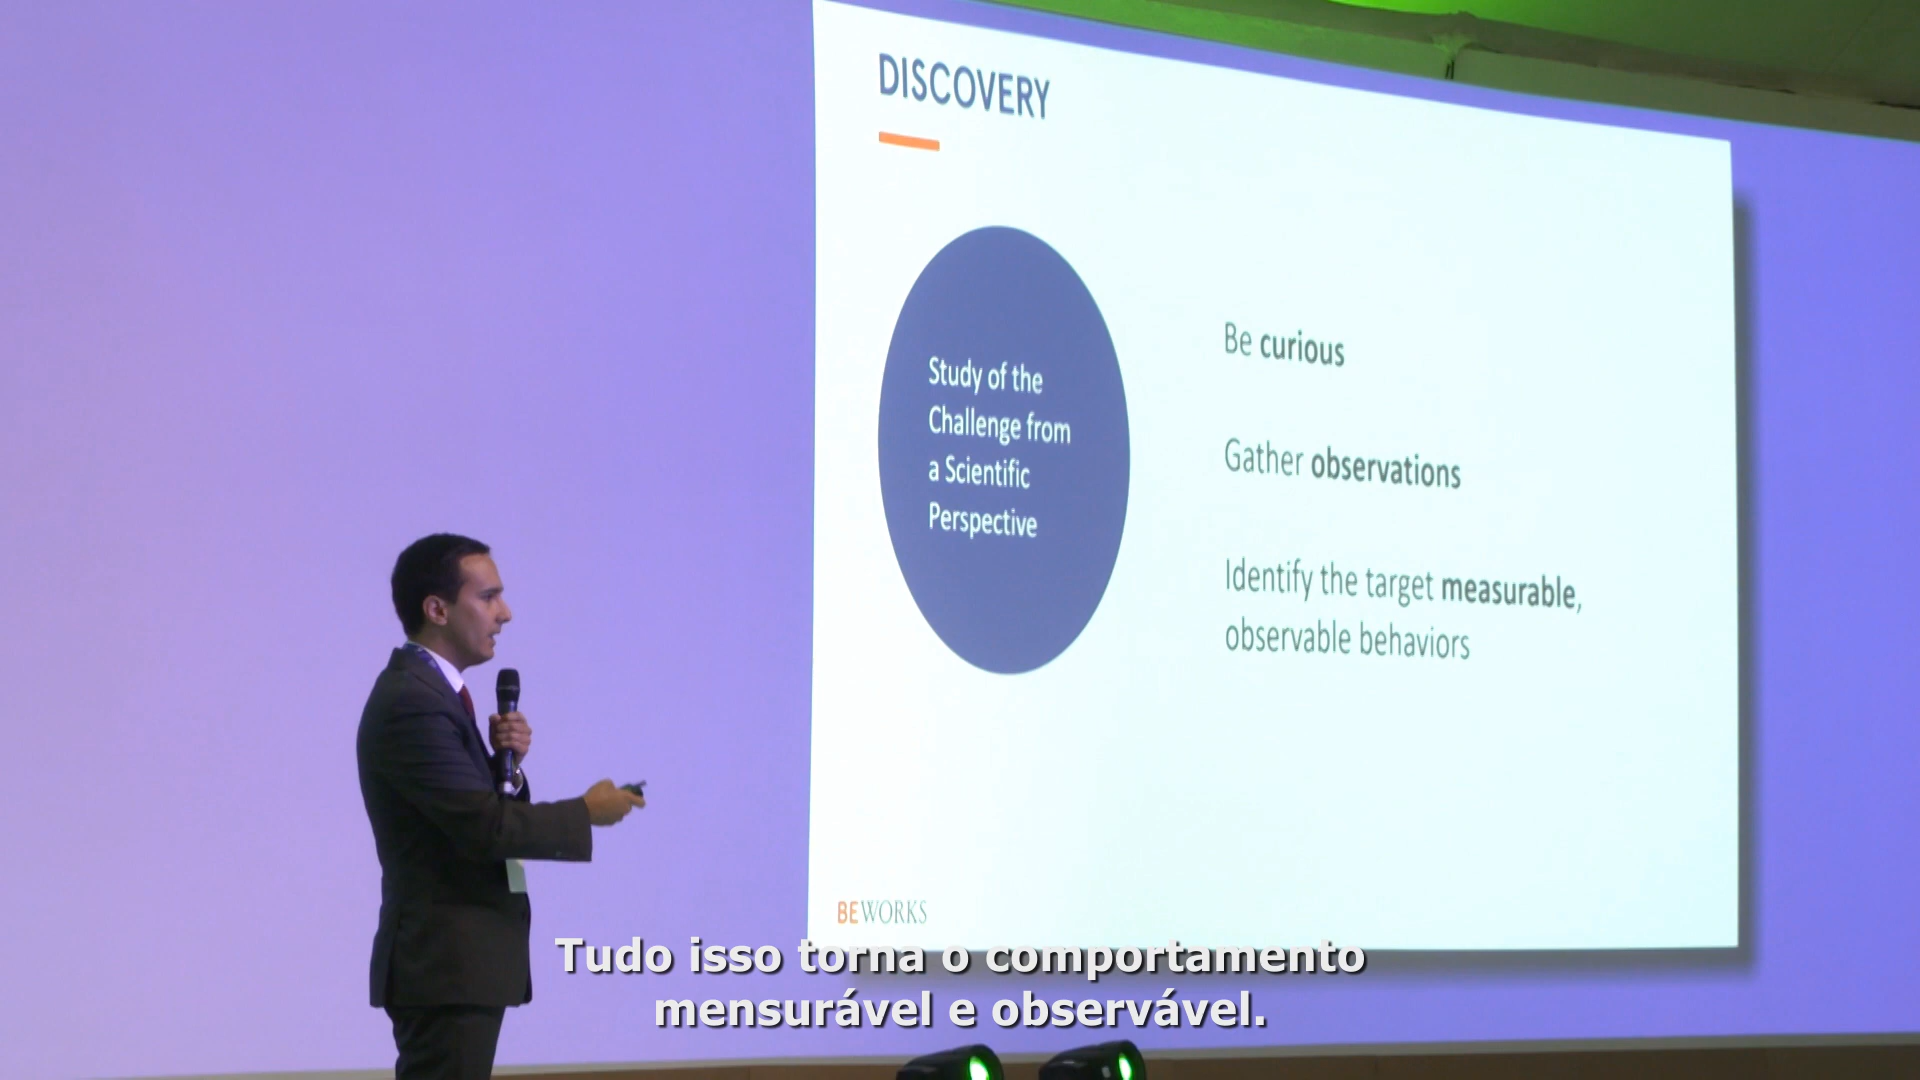 DISCOVERY
Study of the
Challenge from
a Scientific
Perspective
Be curious
Gather observations
Identify the target measurable,
observable behaviors
BEWORKS
Tudo isso torna o comportamento
mensurável e observável.